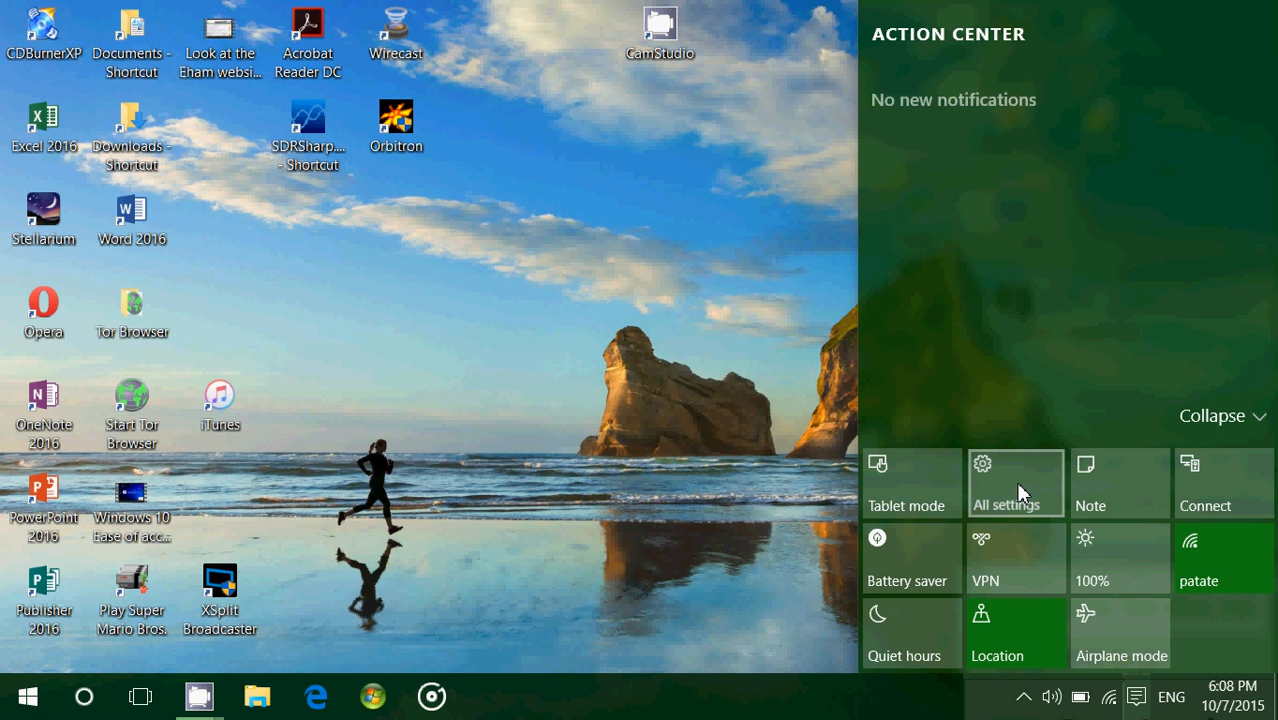 CDBurnerXP
Documents -
Shortcut
Look at the
Eham websi...
Acrobat
Reader DC
Wirecast
CamStudio
Excel 2016
Downloads -
Shortcut
SDRSharp....
- Shortcut
Orbitron
Stellarium
Word 2016
Opera
Tor Browser
OneNote
2016
Start Tor
Browser
iTunes
PowerPoint
2016
Windows 10
Ease of acc...
Publisher
2016
Play Super
Mario Bros.
XSplit
Broadcaster
ACTION CENTER
No new notifications
Collapse
Tablet mode
All settings
Note
Connect
Battery saver
VPN
100%
patate
Quiet hours
Location
Airplane mode
ENG
6:08 PM
10/7/2015